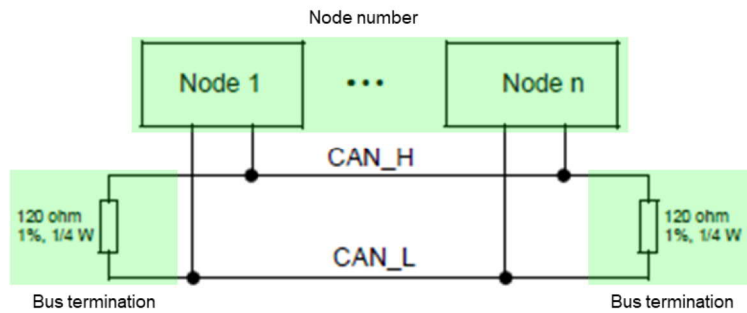 Node number
Node 1
•••
Node n
CAN_H
120 ohm
1%, 1/4 W
120 ohm
1%, 1/4 W
CAN_L
Bus termination
Bus termination